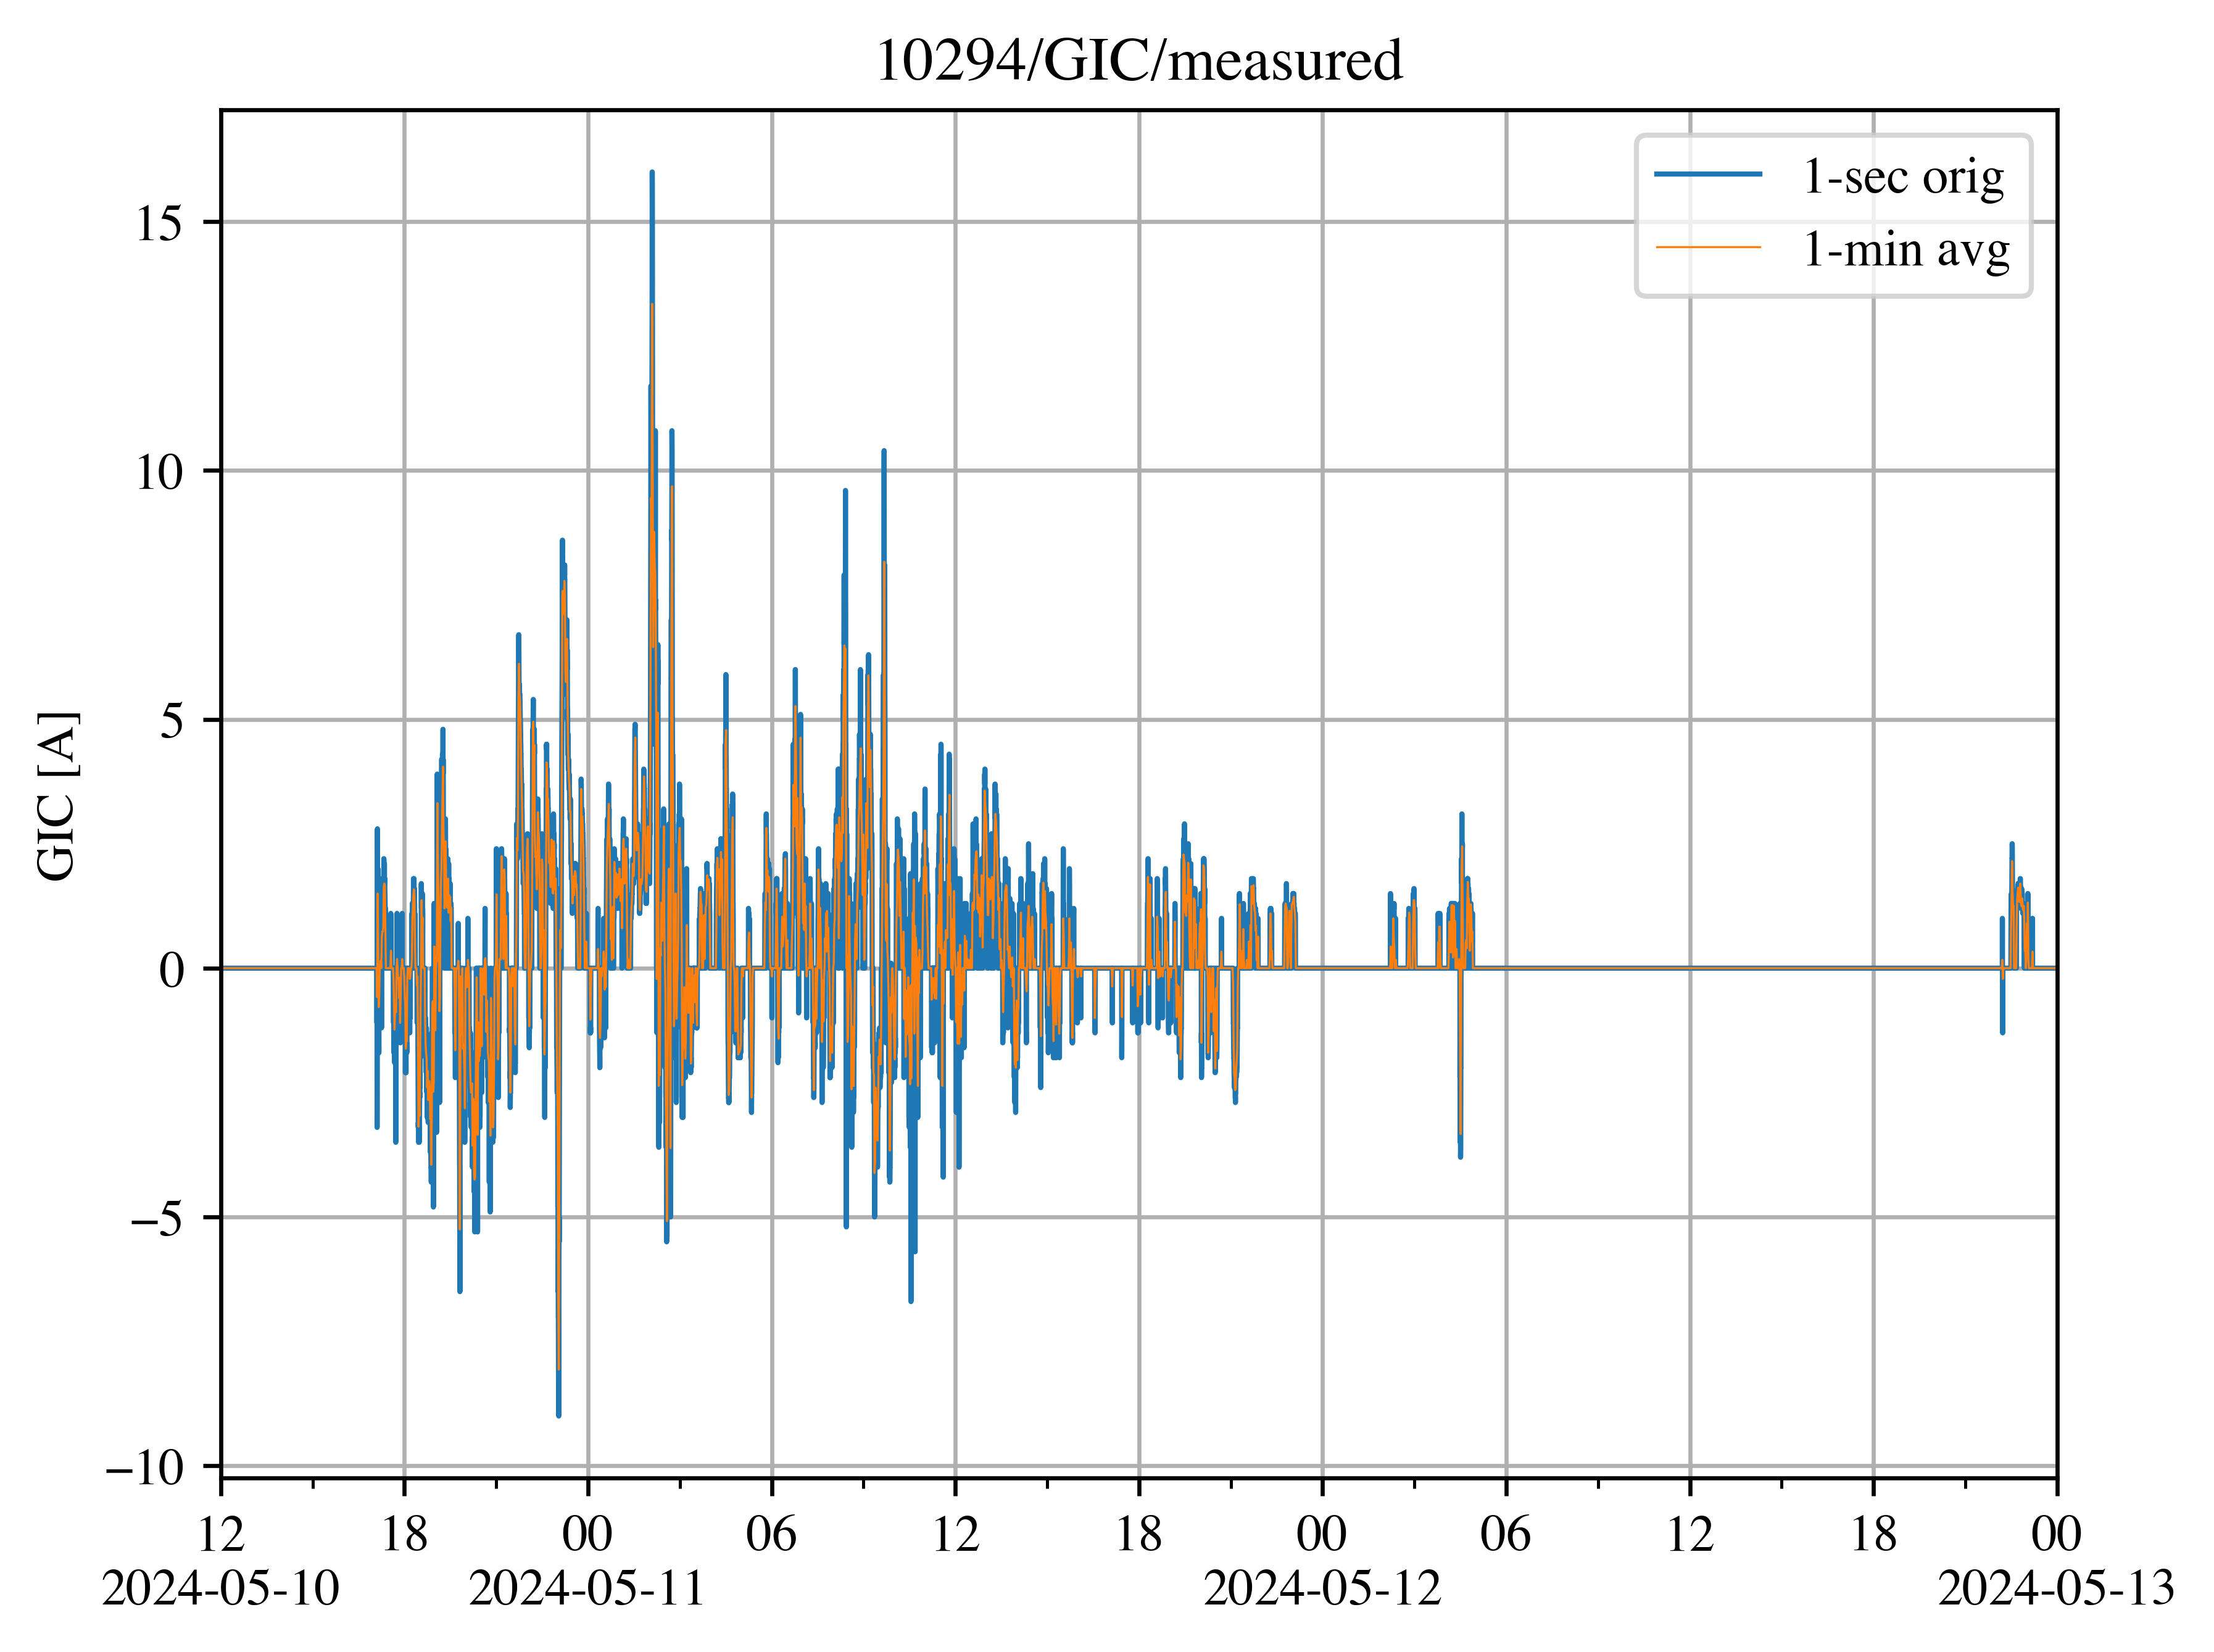 10294/GIC/measured
1-sec orig
1-min avg
GIC [A]
15
10
5
0
−5
−10
12 18 00 06 12 18 00 06 12 18 00
2024-05-10 2024-05-11 2024-05-12 2024-05-13